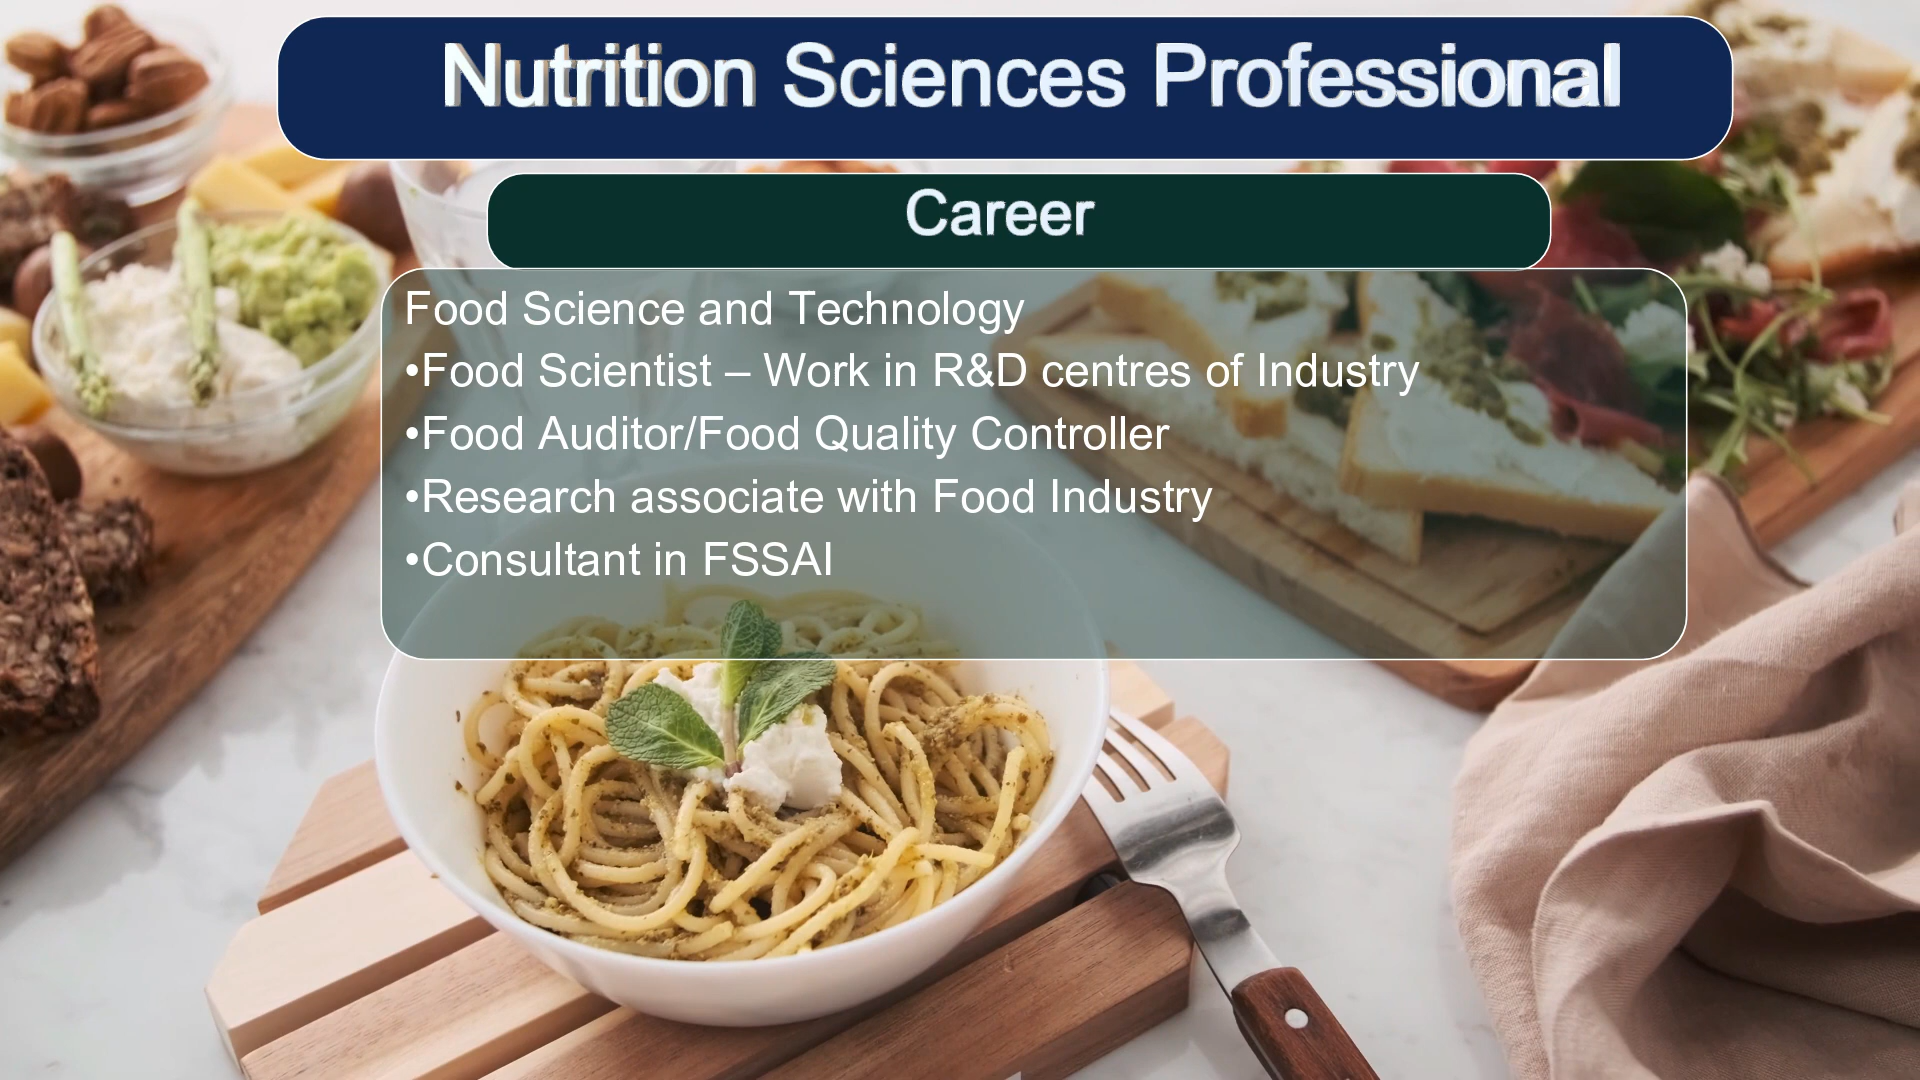 Nutrition Sciences Professional
Career
Food Science and Technology
•Food Scientist – Work in R&D centres of Industry
•Food Auditor/Food Quality Controller
•Research associate with Food Industry
•Consultant in FSSAI